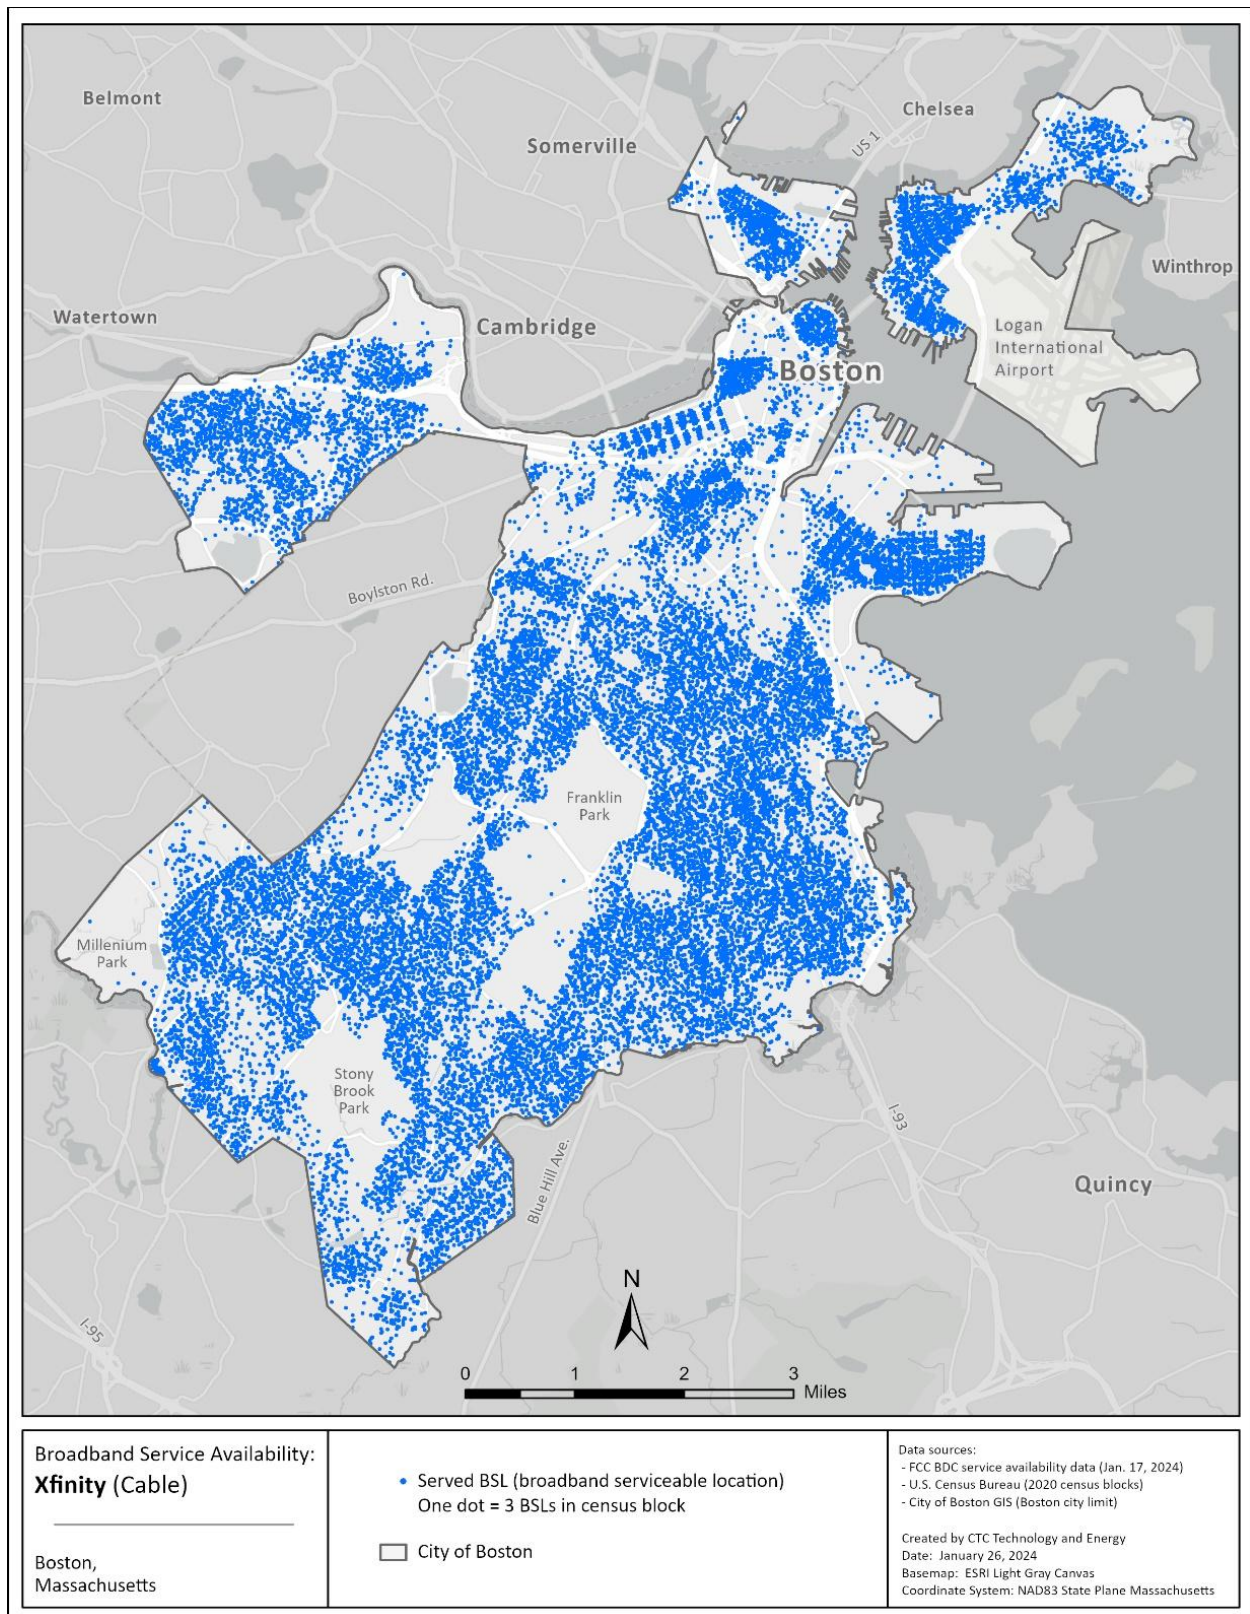 Belmont
Chelsea
Somerville
US 1
Winthrop
Watertown
Cambridge
Logan
International
Airport
Boston
Boylston Rd.
Franklin
Park
Millenium
Park
Stony
Brook
Park
I-93
Blue Hill Ave.
Quincy
I-95
N
0 1 2 3
Miles
Broadband Service Availability:
Xfinity (Cable)
Boston,
Massachusetts
Served BSL (broadband serviceable location)
One dot = 3 BSLs in census block
City of Boston
Data sources:
- FCC BDC service availability data (Jan. 17, 2024)
- U.S. Census Bureau (2020 census blocks)
- City of Boston GIS (Boston city limit)
Created by CTC Technology and Energy
Date: January 26, 2024
Basemap: ESRI Light Gray Canvas
Coordinate System: NAD83 State Plane Massachusetts